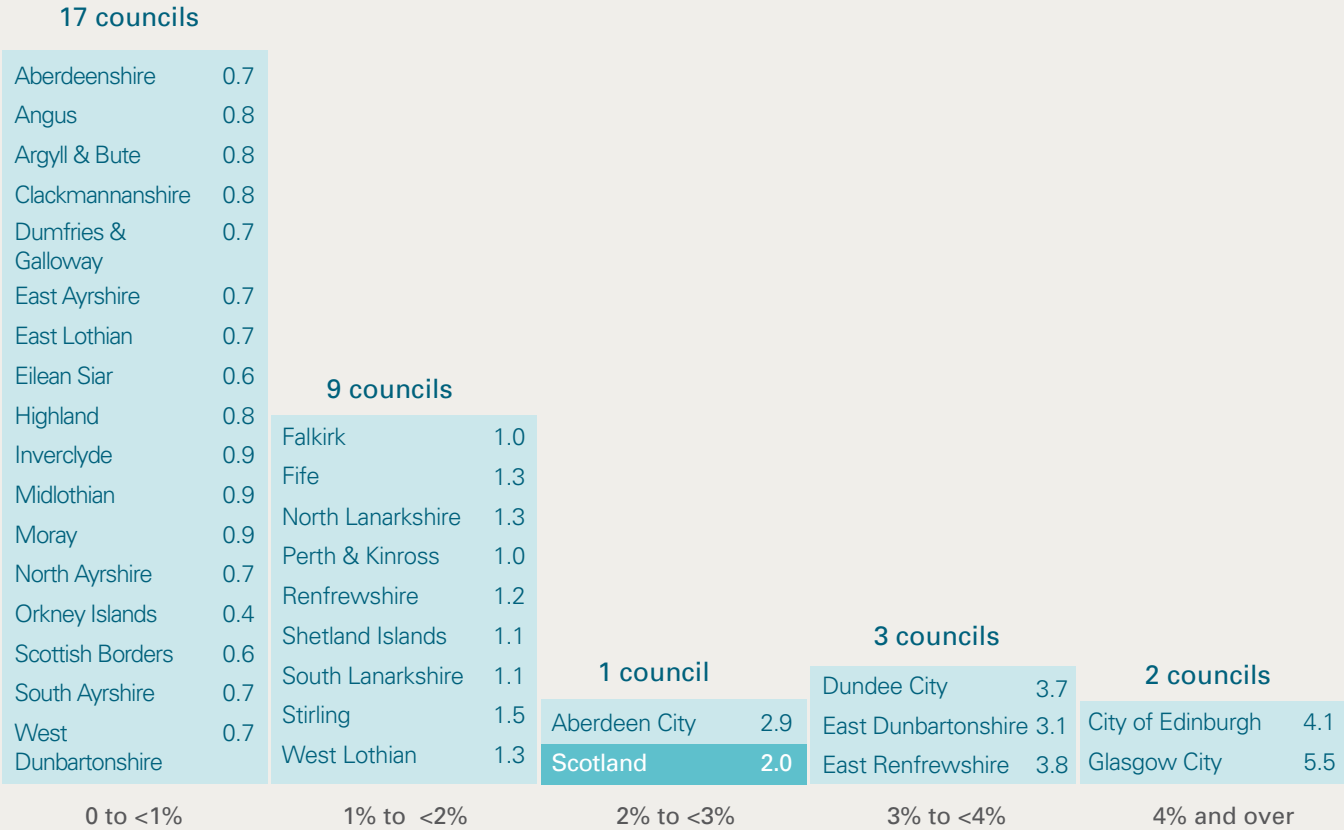 17 councils
Aberdeenshire 0.7
Angus 0.8
Argyll & Bute 0.8
Clackmannanshire 0.8
Dumfries & 0.7
Galloway
East Ayrshire 0.7
East Lothian 0.7
Eilean Siar 0.6
Highland 0.8
Inverclyde 0.9
Midlothian 0.9
Moray 0.9
North Ayrshire 0.7
Orkney Islands 0.4
Scottish Borders 0.6
South Ayrshire 0.7
West 0.7
Dunbartonshire
0 to <1%
9 councils
Falkirk 1.0
Fife 1.3
North Lanarkshire 1.3
Perth & Kinross 1.0
Renfrewshire 1.2
Shetland Islands 1.1
South Lanarkshire 1.1
Stirling 1.5
West Lothian 1.3
1% to <2%
1 council
Aberdeen City 2.9
Scotland 2.0
2% to <3%
3 councils
Dundee City 3.7
East Dunbartonshire 3.1
East Renfrewshire 3.8
3% to <4%
2 councils
City of Edinburgh 4.1
Glasgow City 5.5
4% and over